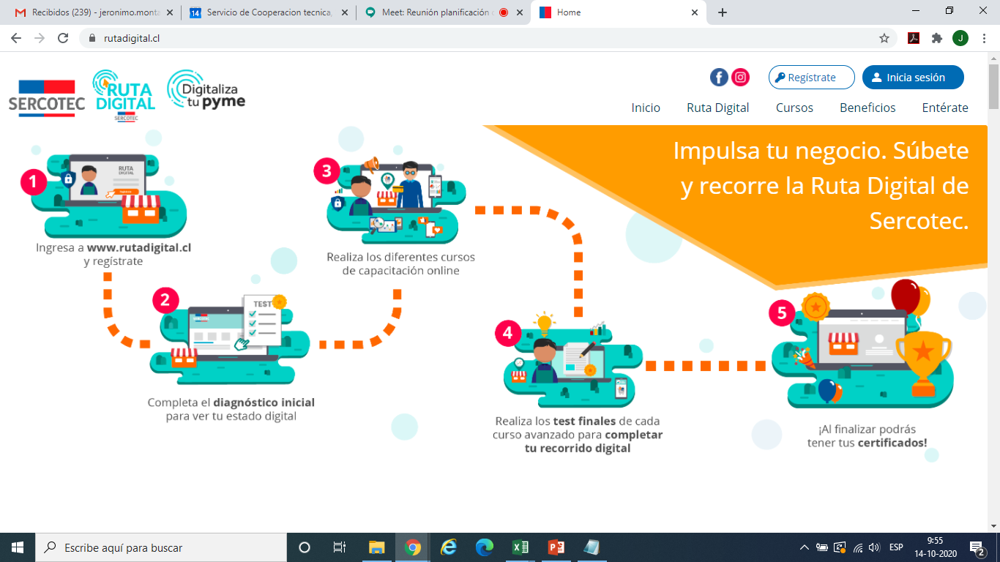 Recibidos (239) - jeronimo.monta
Servicio de Cooperacion tecnica,
Meet: Reunión planificación d
Home
rutadigital.cl
J
SERCOTEC
RUTA
DIGITAL
SERCOTEC
Digitaliza
tu pyme
Regístrate
Inicia sesión
Inicio
Ruta Digital
Cursos
Beneficios
Entérate
Impulsa tu negocio. Súbete
y recorre la Ruta Digital de
Sercotec.
1
RUTA
DIGITAL
Ingresa a www.rutadigital.cl
y regístrate
2
TEST
SERCOTEC
Completa el diagnóstico inicial
para ver tu estado digital
3
Realiza los diferentes cursos
de capacitación online
4
Realiza los test finales de cada
curso avanzado para completar
tu recorrido digital
5
¡Al finalizar podrás
tener tus certificados!
Escribe aquí para buscar
ESP
9:55
14-10-2020
2